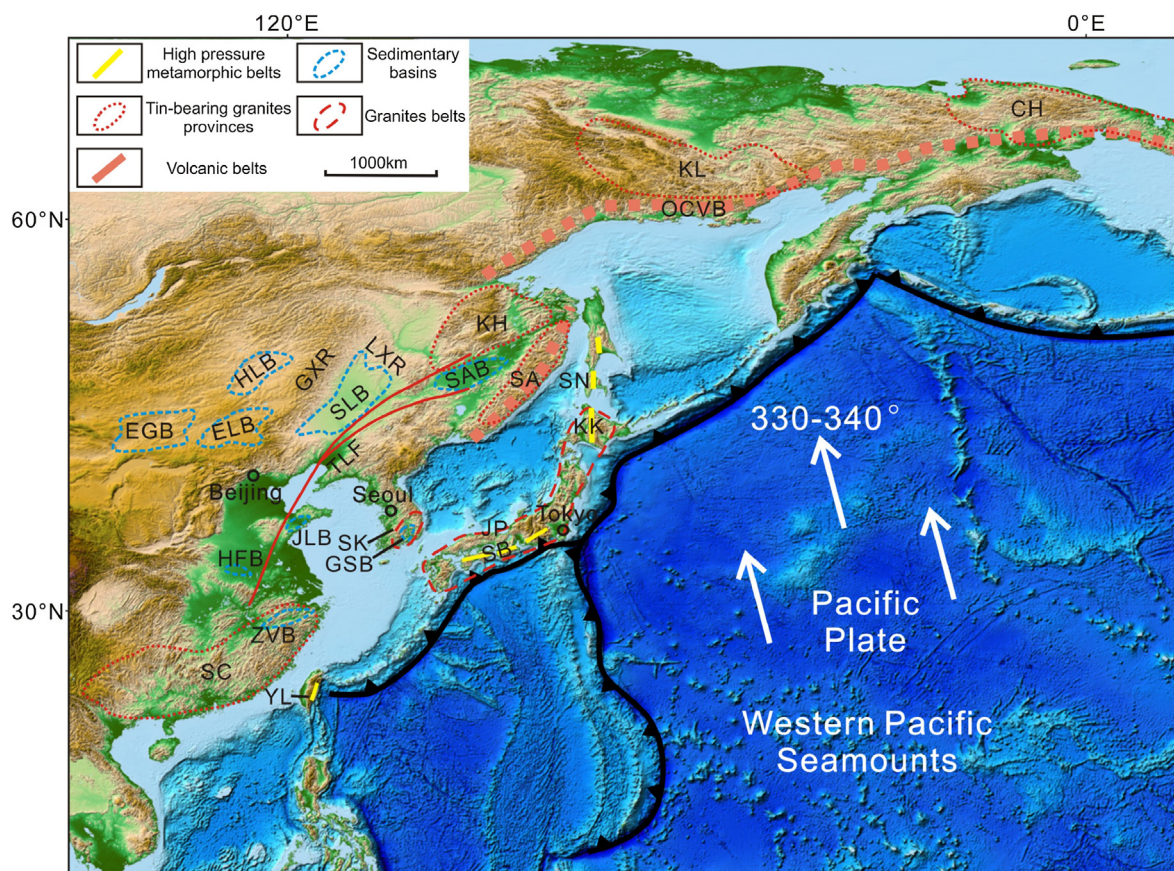 120°E
0°E
High pressure
metamorphic belts
Sedimentary
basins
Tin-bearing granites
provinces
Granites belts
Volcanic belts
1000km
60°N
30°N
CH
KL
OCVB
KH
LXR
GXR
HLB
SAB
SA
SN
SLB
EGB
ELB
KK
TLF
330-340°
Beijing
Seoul
Tokyo
JP
JLB
SK
SB
GSB
HFB
Pacific
Plate
ZVB
SC
YL
Western Pacific
Seamounts